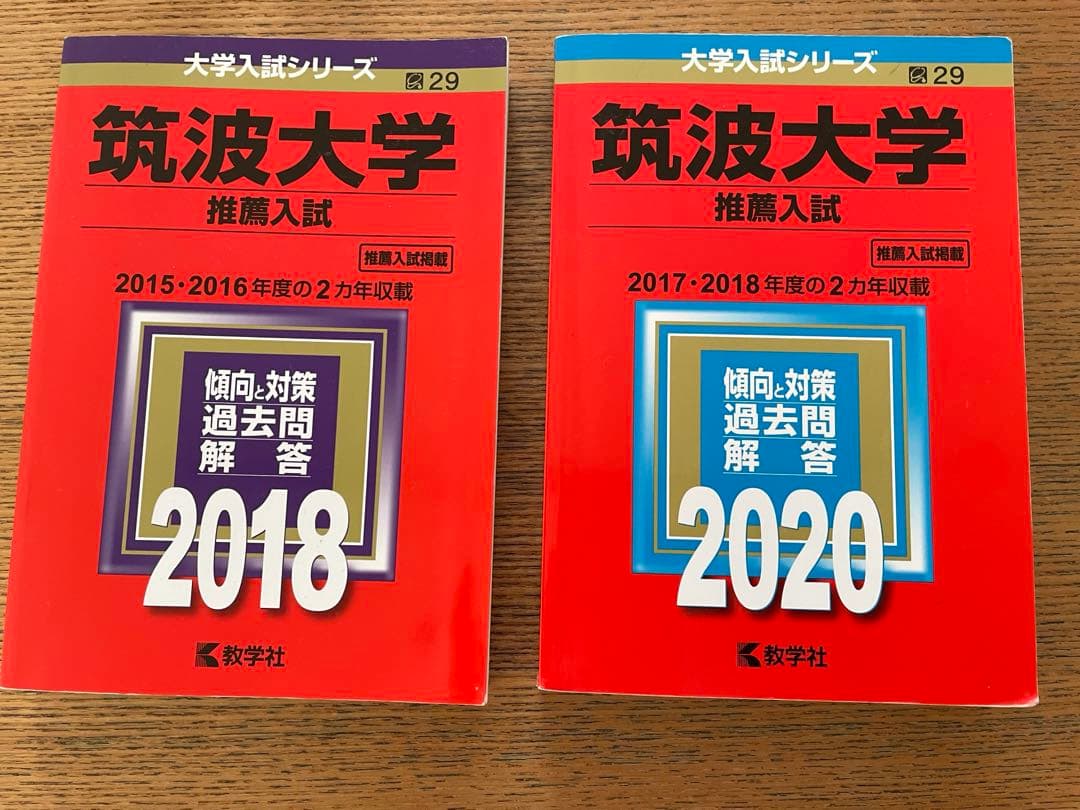 大学入試シリーズ
29
筑波大学
推薦入試
推薦入試掲載
2015・2016年度の2カ年収載
傾向と対策
過去問
解答
2018
教学社
大学入試シリーズ
29
筑波大学
推薦入試
推薦入試掲載
2017・2018年度の2カ年収載
傾向と対策
過去問
解答
2020
教学社